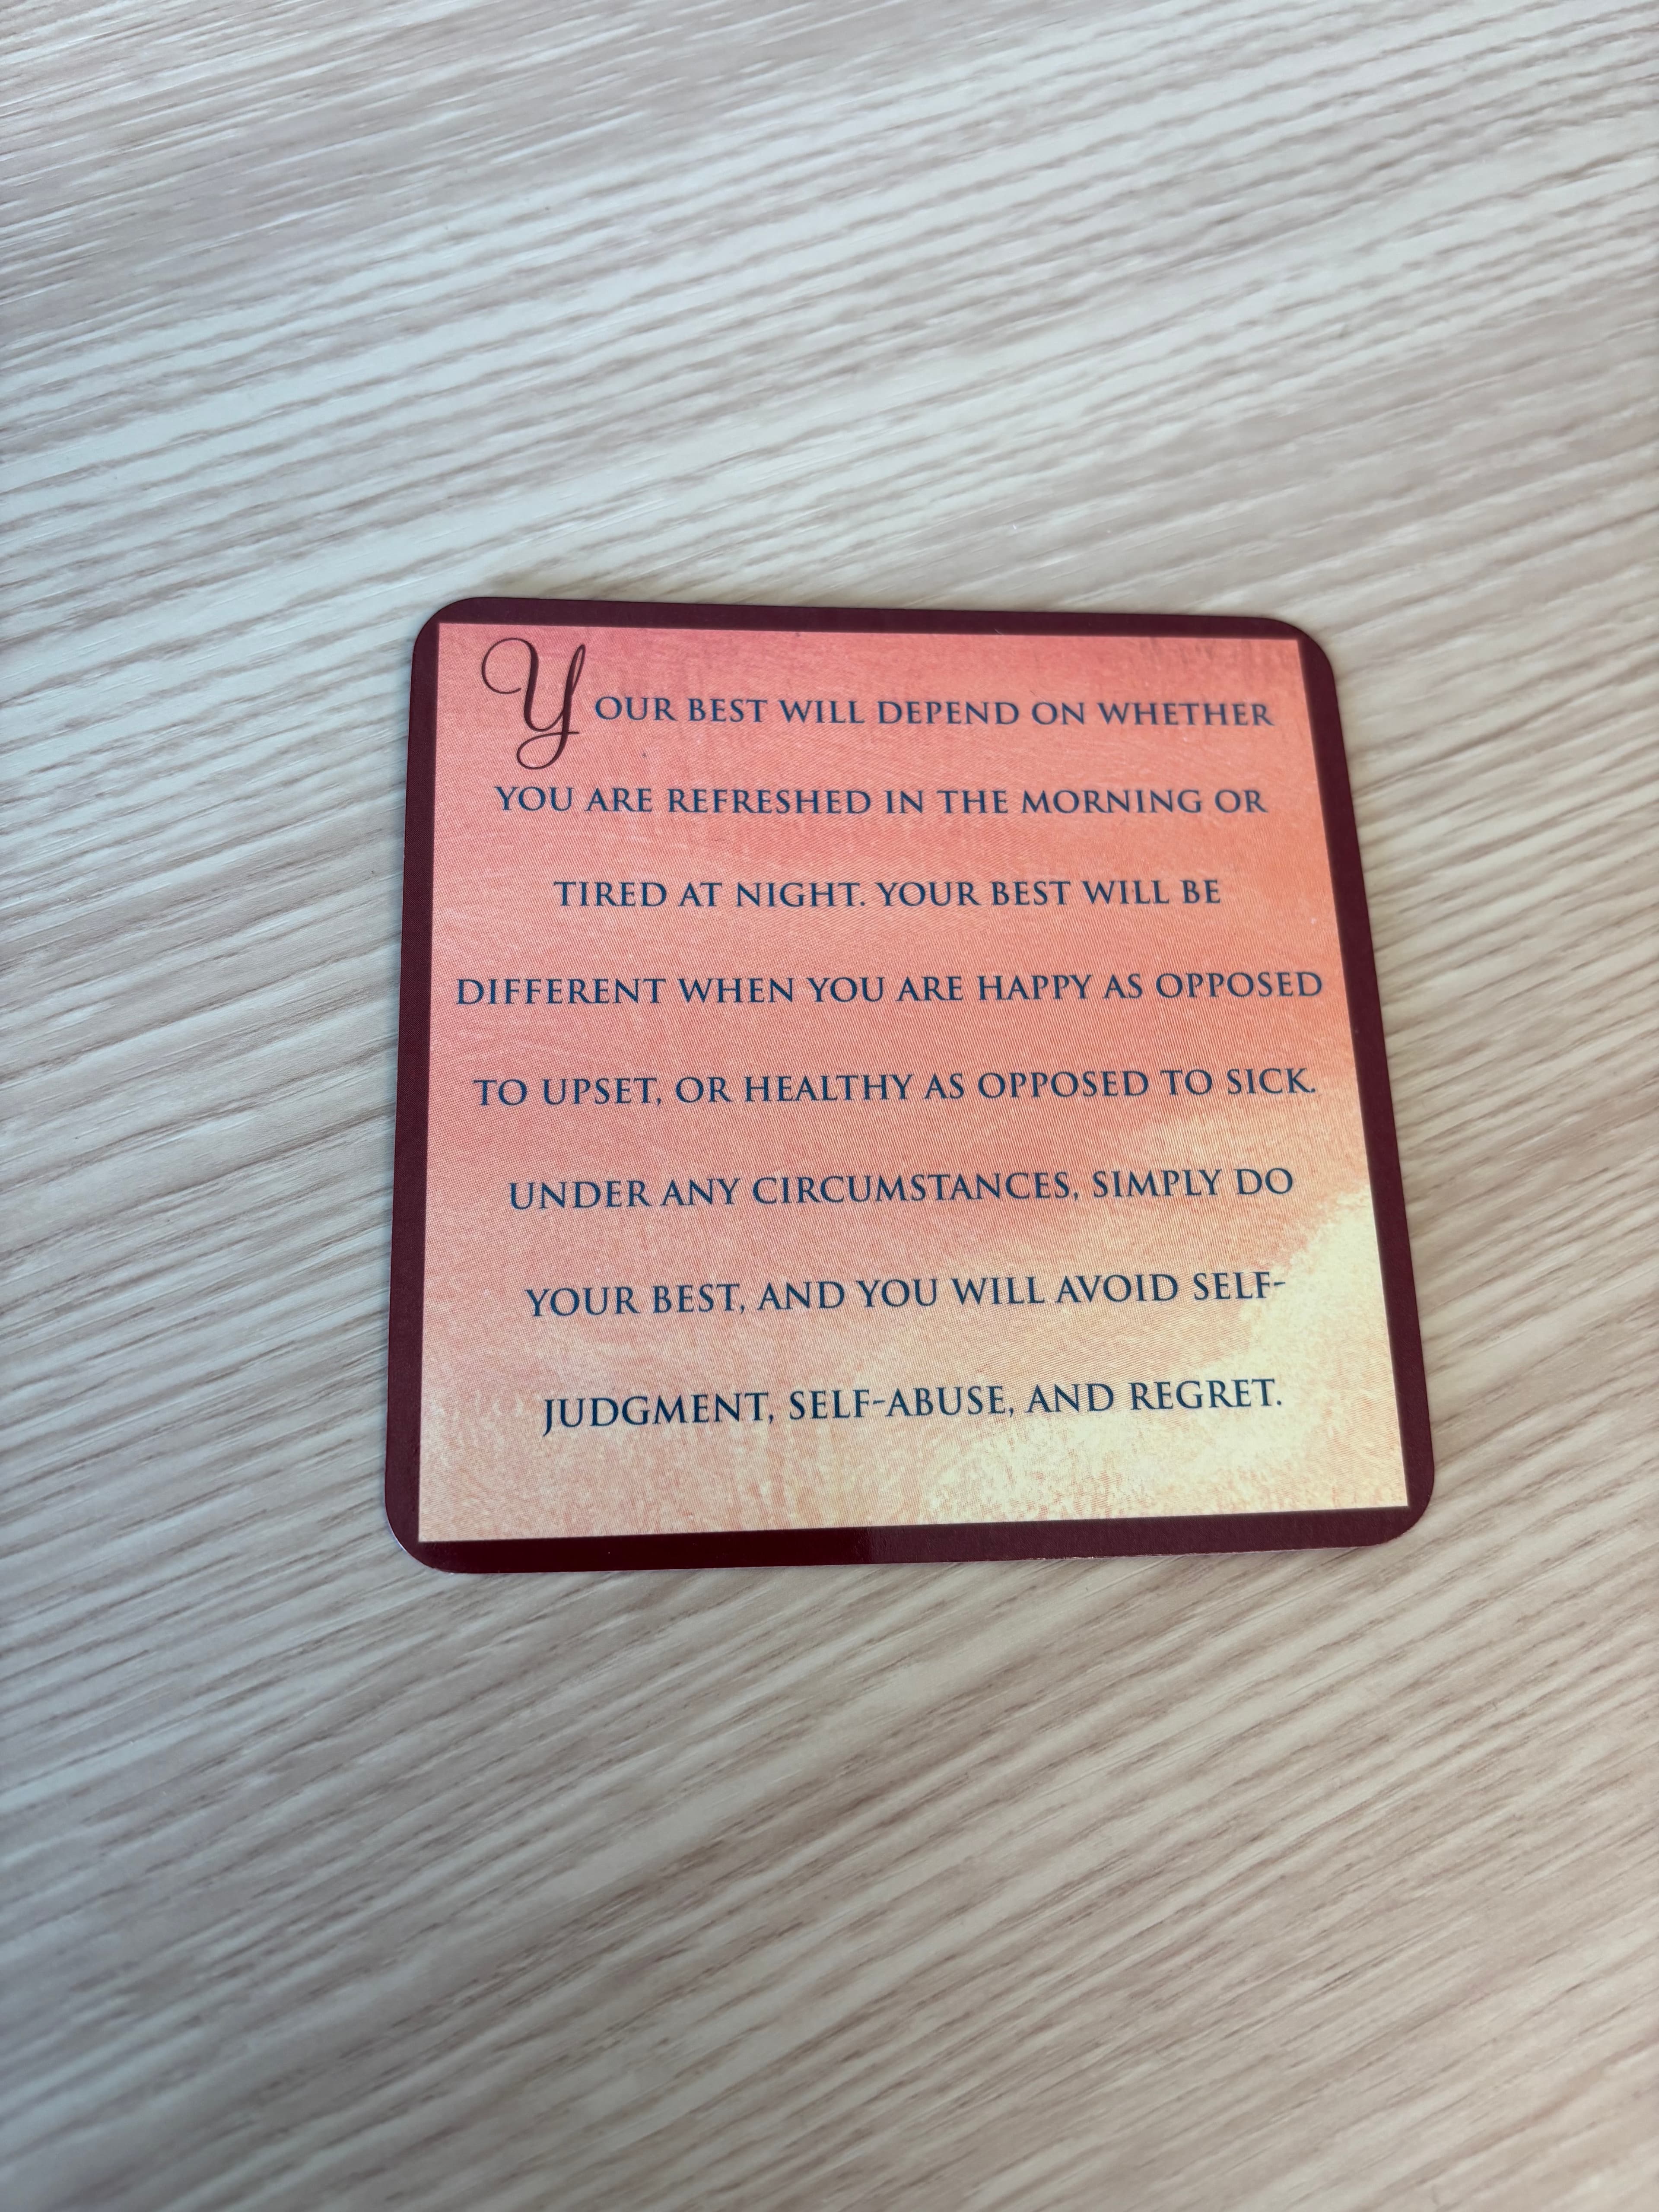 YOUR BEST WILL DEPEND ON WHETHER
YOU ARE REFRESHED IN THE MORNING OR
TIRED AT NIGHT. YOUR BEST WILL BE
DIFFERENT WHEN YOU ARE HAPPY AS OPPOSED
TO UPSET, OR HEALTHY AS OPPOSED TO SICK.
UNDER ANY CIRCUMSTANCES, SIMPLY DO
YOUR BEST, AND YOU WILL AVOID SELF-
JUDGMENT, SELF-ABUSE, AND REGRET.